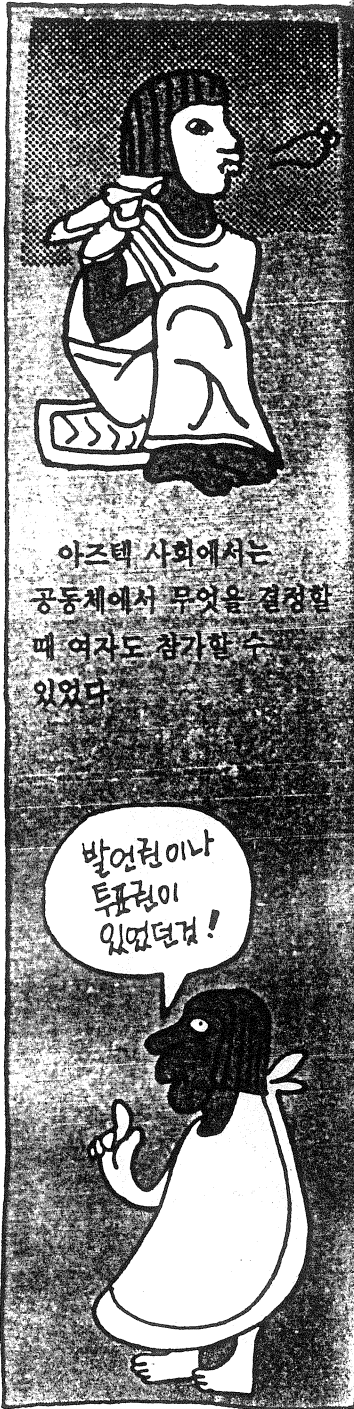 아즈텍 사회에서는
공동체에서 무엇을 결정할
때 여자도 참가할 수
있었다.
발언권이나
투표권이
있었던것!